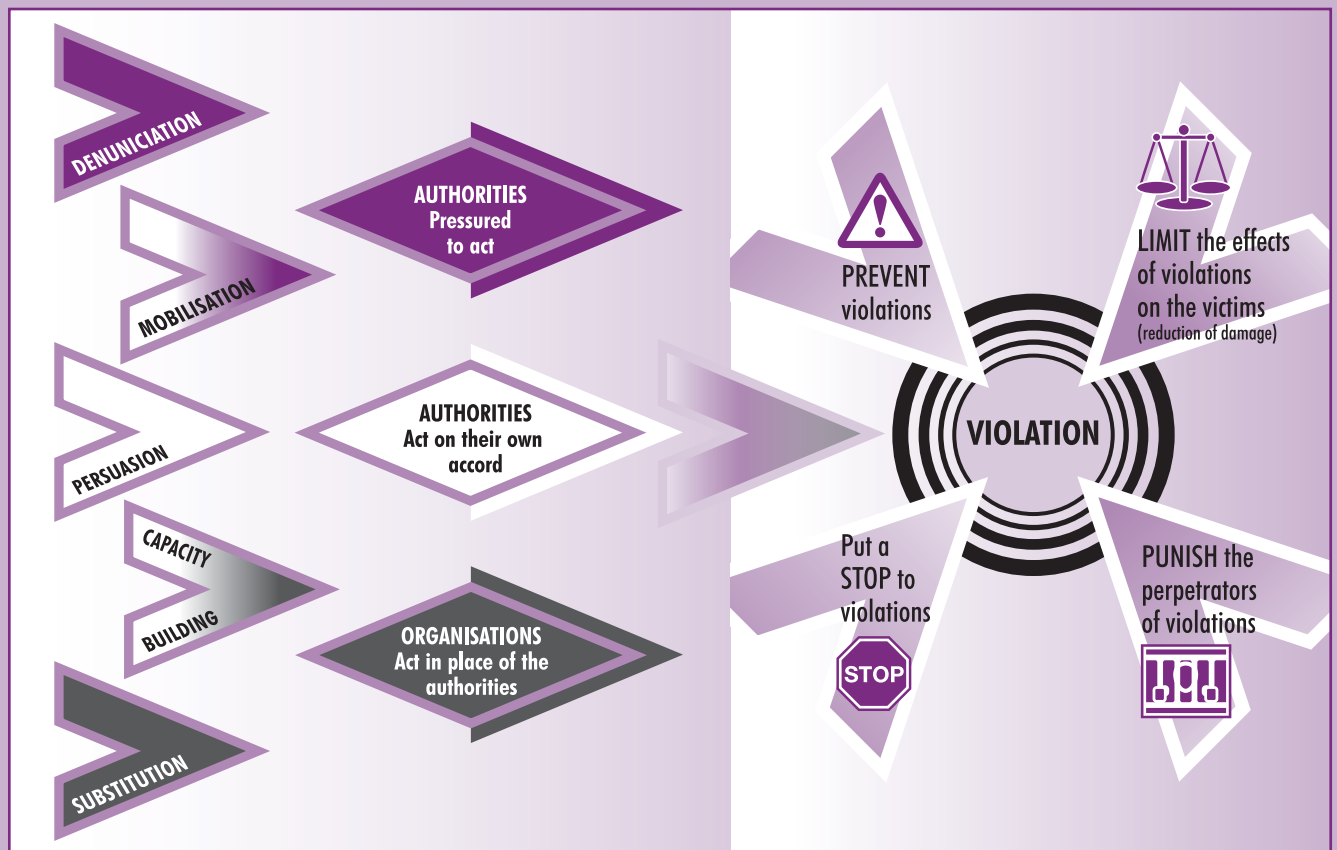 DENUNICIATION
MOBILISATION
PERSUASION
CAPACITY
BUILDING
SUBSTITUTION
AUTHORITIES
Pressured
to act
AUTHORITIES
Act on their own
accord
ORGANISATIONS
Act in place of the
authorities
PREVENT
violations
LIMIT the effects
of violations
on the victims
(reduction of damage)
VIOLATION
Put a
STOP to
violations
STOP
PUNISH the
perpetrators
of violations